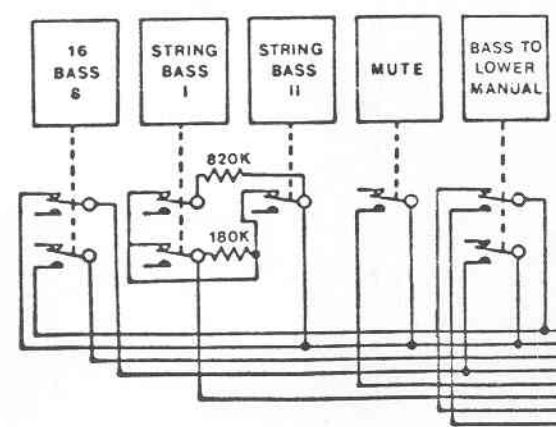 16
BASS
8
STRING
BASS
I
STRING
BASS
II
MUTE
BASS TO
LOWER
MANUAL
820K
180K